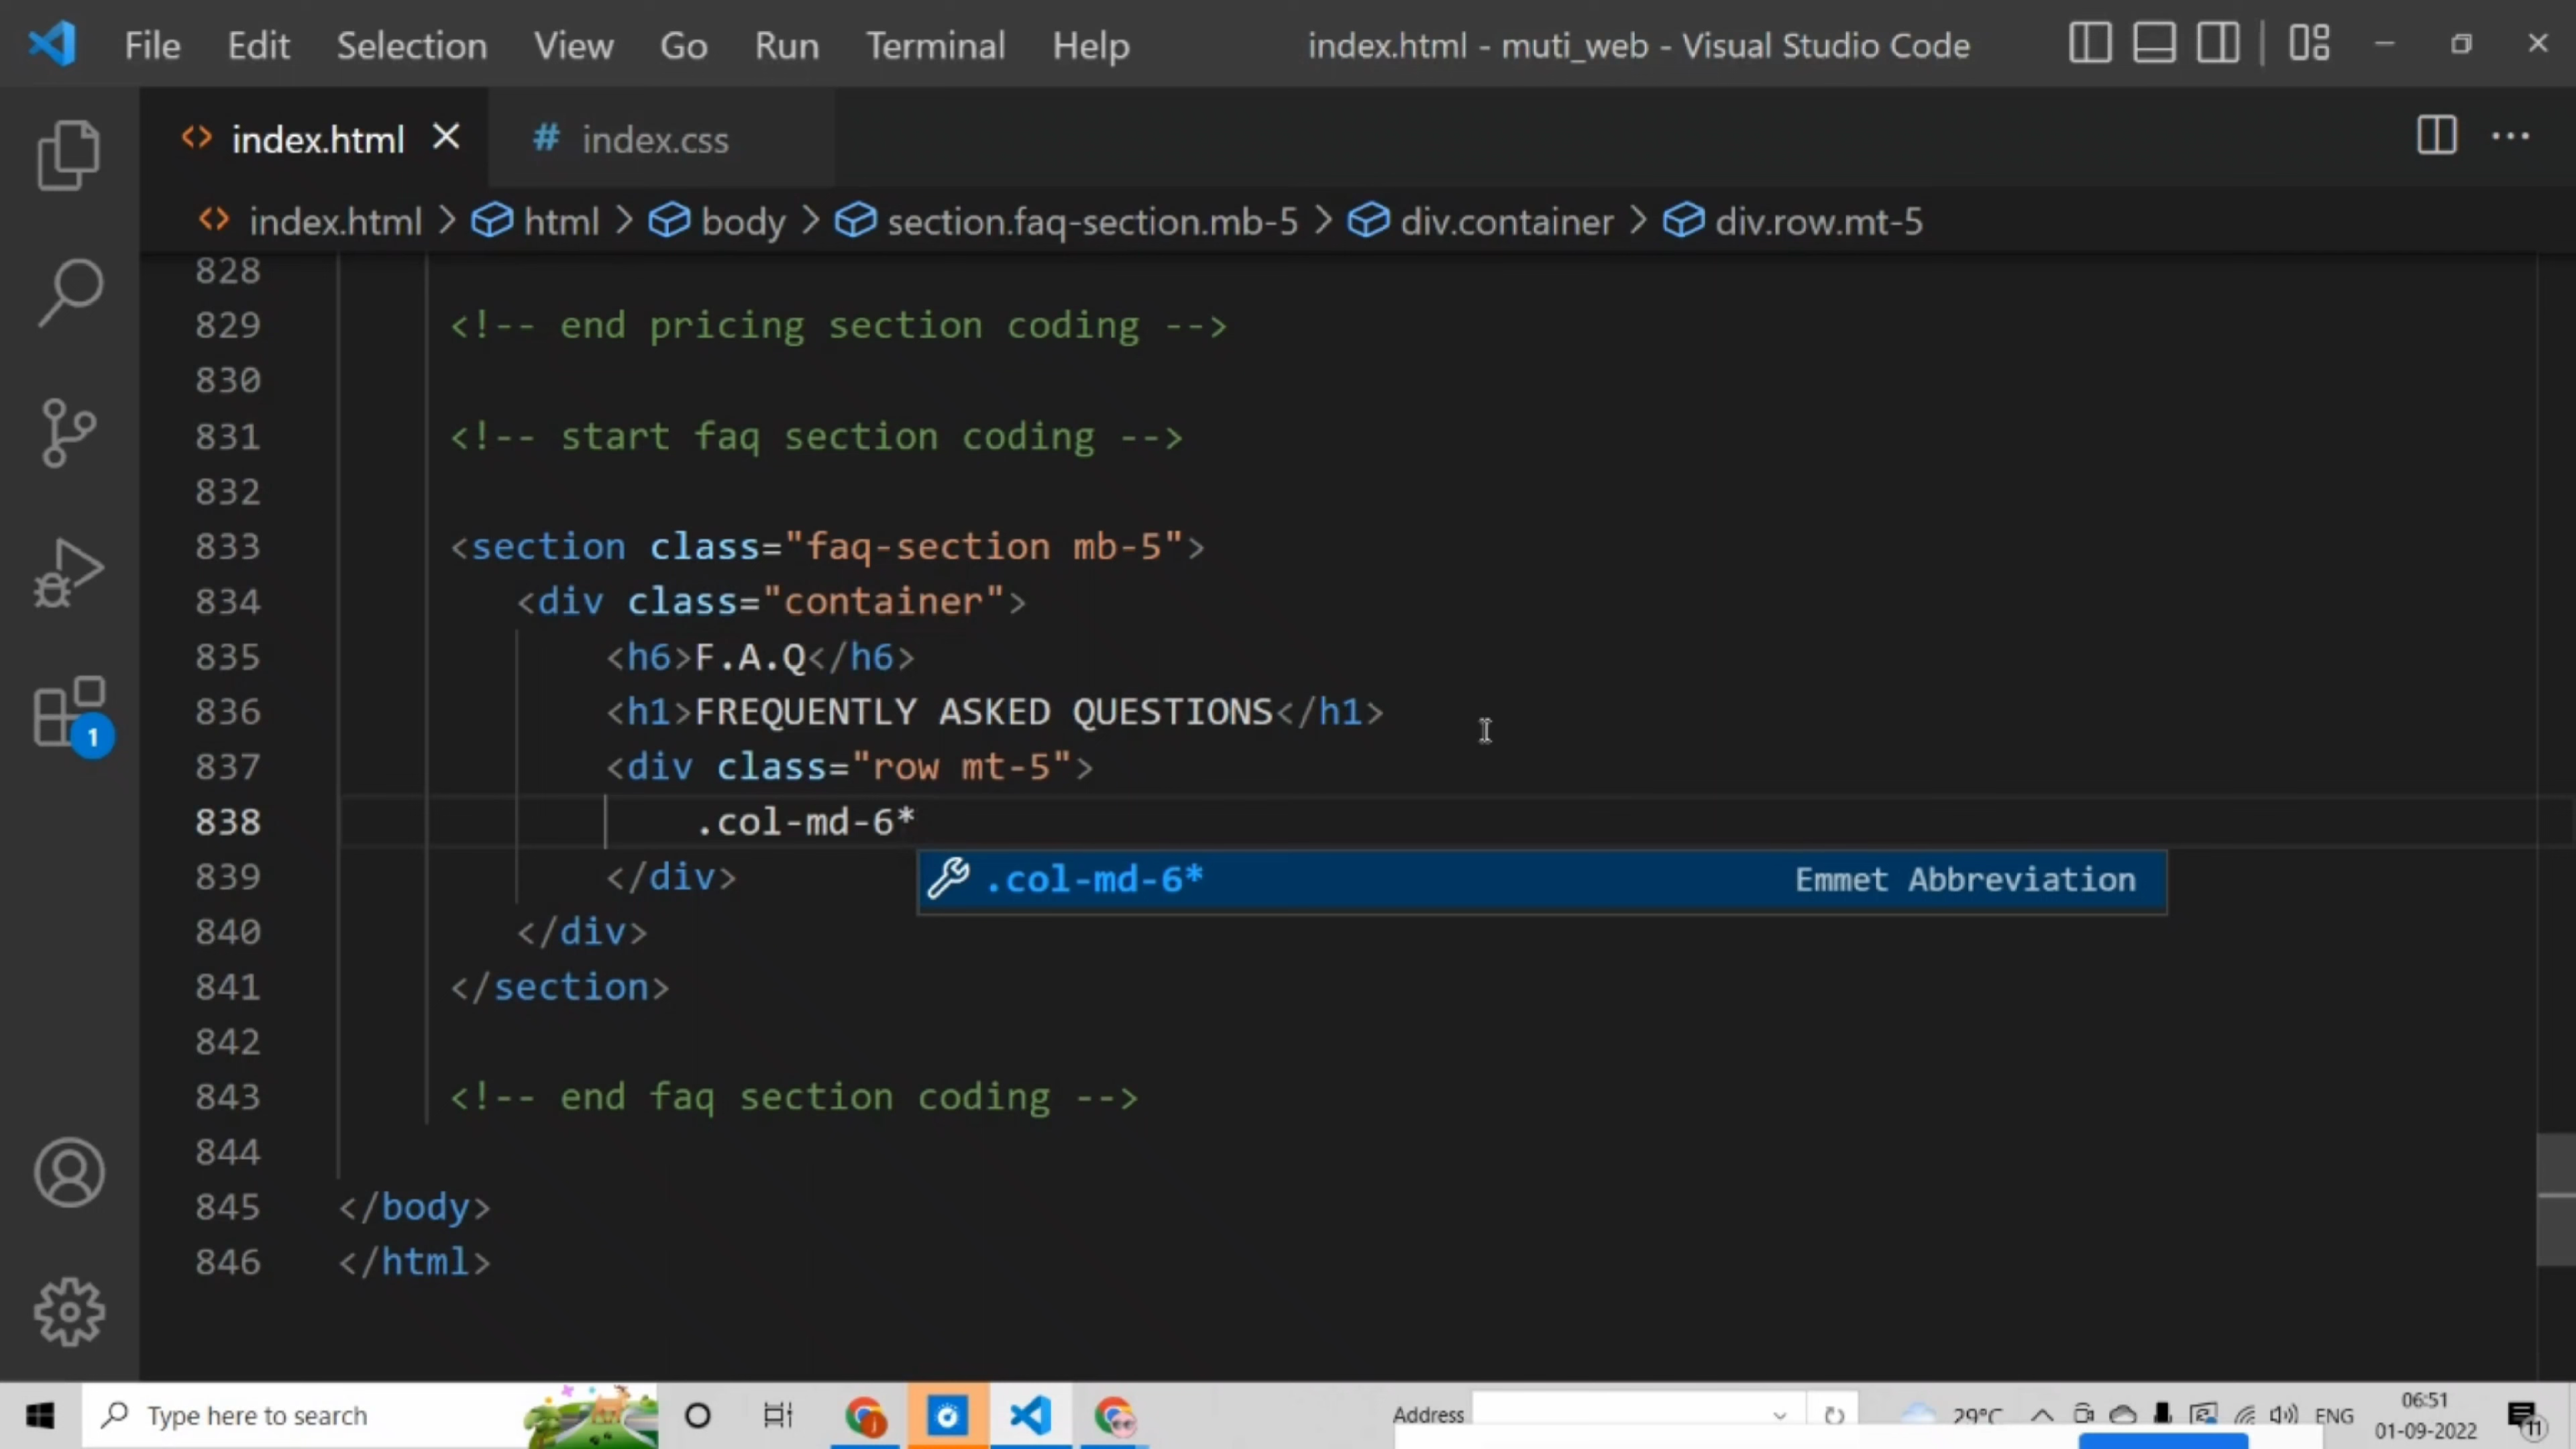 File Edit Selection View Go Run Terminal Help index.html - muti_web - Visual Studio Code
index.html index.css
index.html > html > body > section.faq-section.mb-5 > div.container > div.row.mt-5
828
829 <!-- end pricing section coding -->
830
831 <!-- start faq section coding -->
832
833 <section class="faq-section mb-5">
834 <div class="container">
835 <h6>F.A.Q</h6>
836 <h1>FREQUENTLY ASKED QUESTIONS</h1>
837 <div class="row mt-5">
838 .col-md-6*
839 </div>
.col-md-6* Emmet Abbreviation
840 </div>
841 </section>
842
843 <!-- end faq section coding -->
844
845 </body>
846 </html>
1
Type here to search
Address
29°C
ENG
06:51
01-09-2022
11